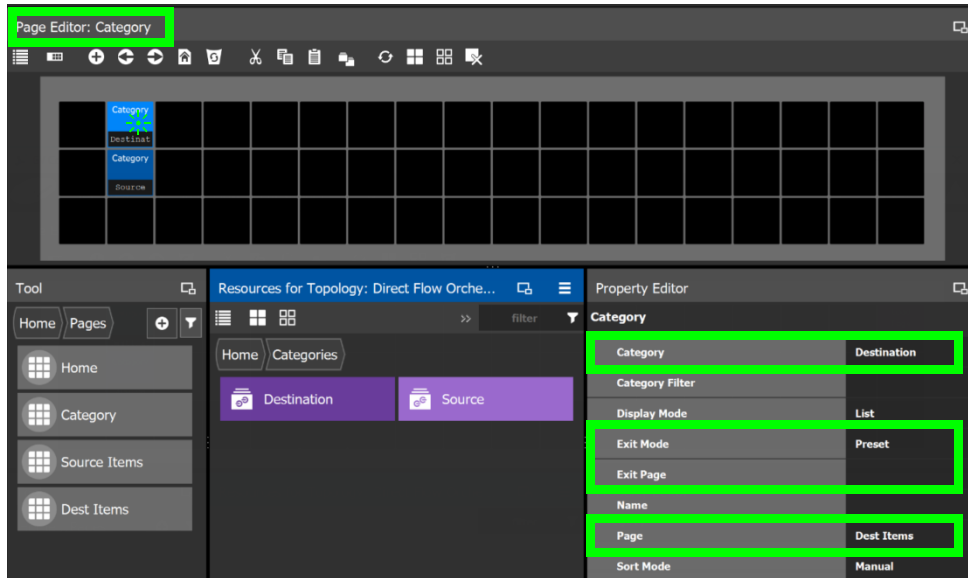 Page Editor: Category
Category
Destinat
Category
Source
Tool
Home Pages
Home
Category
Source Items
Dest Items
Resources for Topology: Direct Flow Orche...
>> filter
Home Categories
Destination Source
Property Editor
Category
Category Destination
Category Filter
Display Mode List
Exit Mode Preset
Exit Page
Name
Page Dest Items
Sort Mode Manual